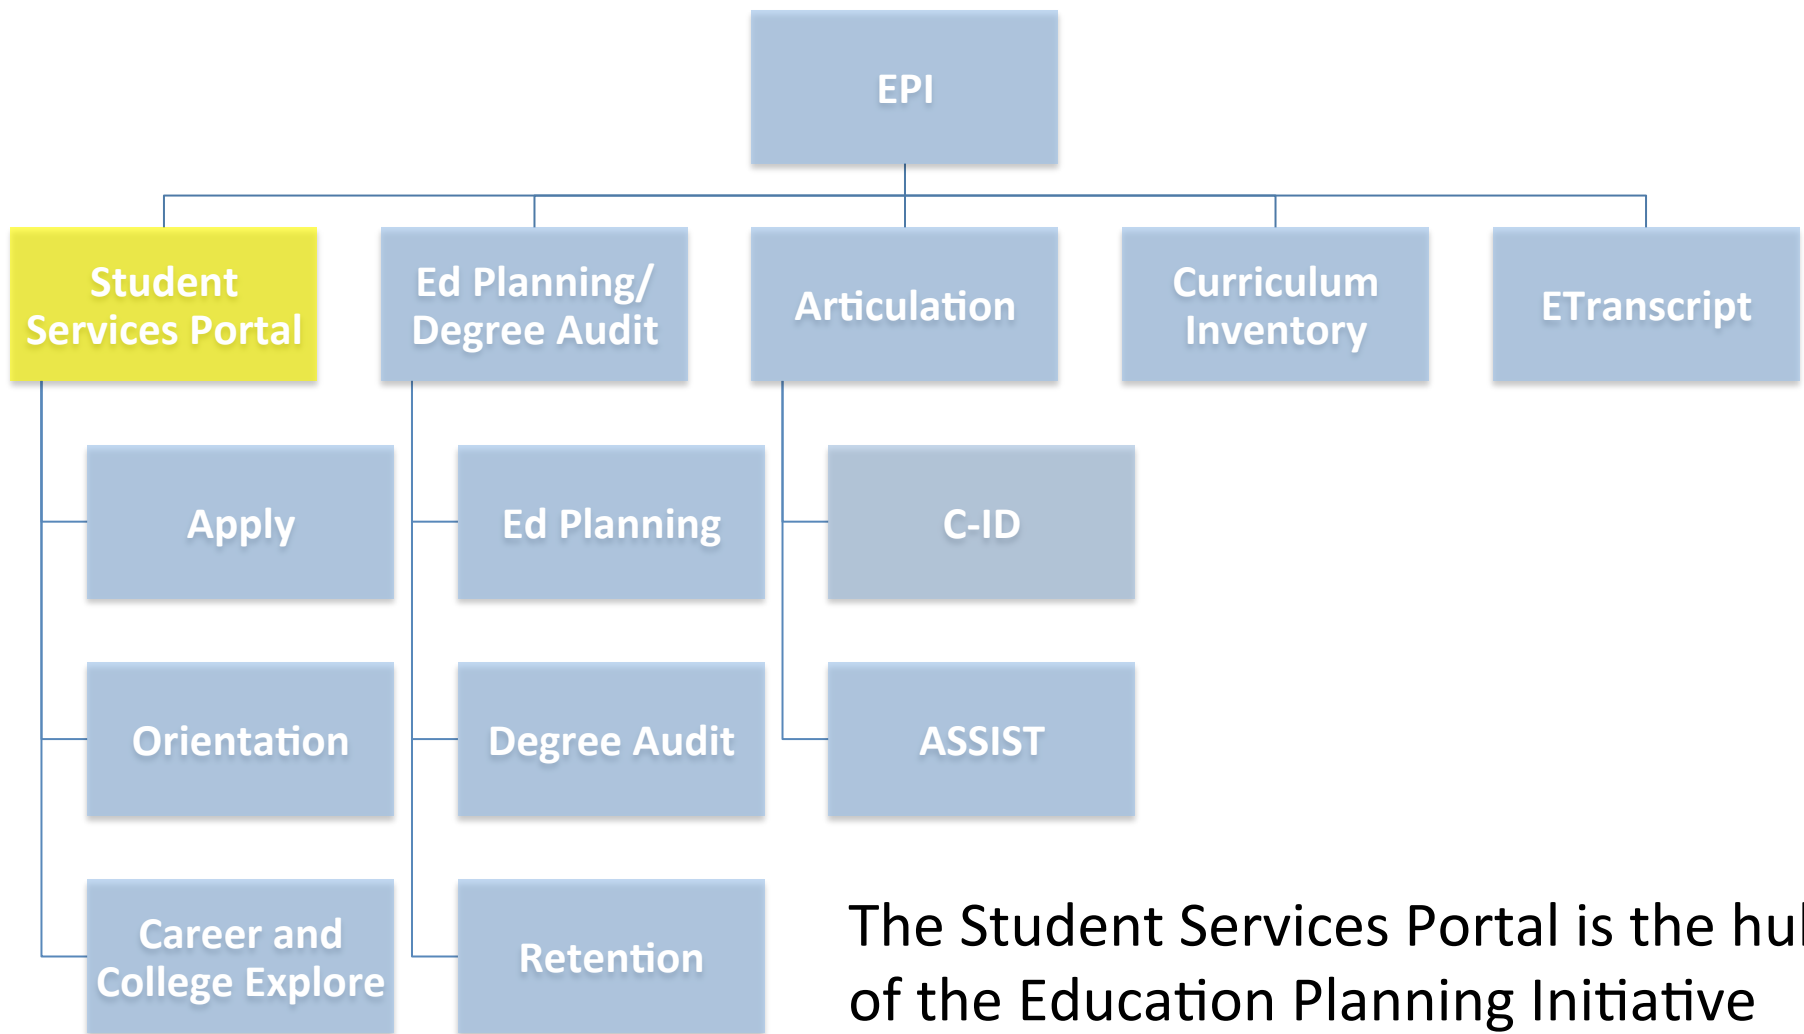 EPI
Student
Services Portal
Ed Planning/
Degree Audit
Articulation
Curriculum
Inventory
ETranscript
Apply
Ed Planning
C-ID
Orientation
Degree Audit
ASSIST
Career and
College Explore
Retention
The Student Services Portal is the hub
of the Education Planning Initiative